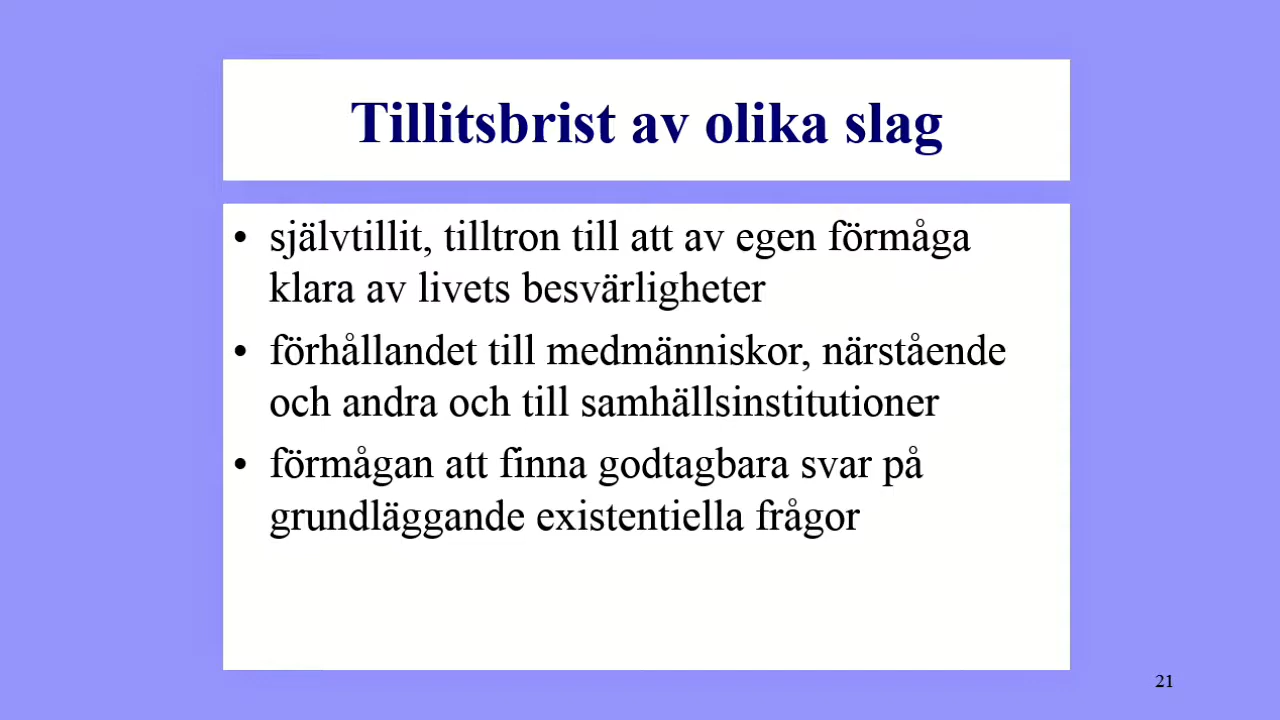 Tillitsbrist av olika slag
• självtillit, tilltron till att av egen förmåga
klara av livets besvärligheter
• förhållandet till medmänniskor, närstående
och andra och till samhällsinstitutioner
• förmågan att finna godtagbara svar på
grundläggande existentiella frågor
21